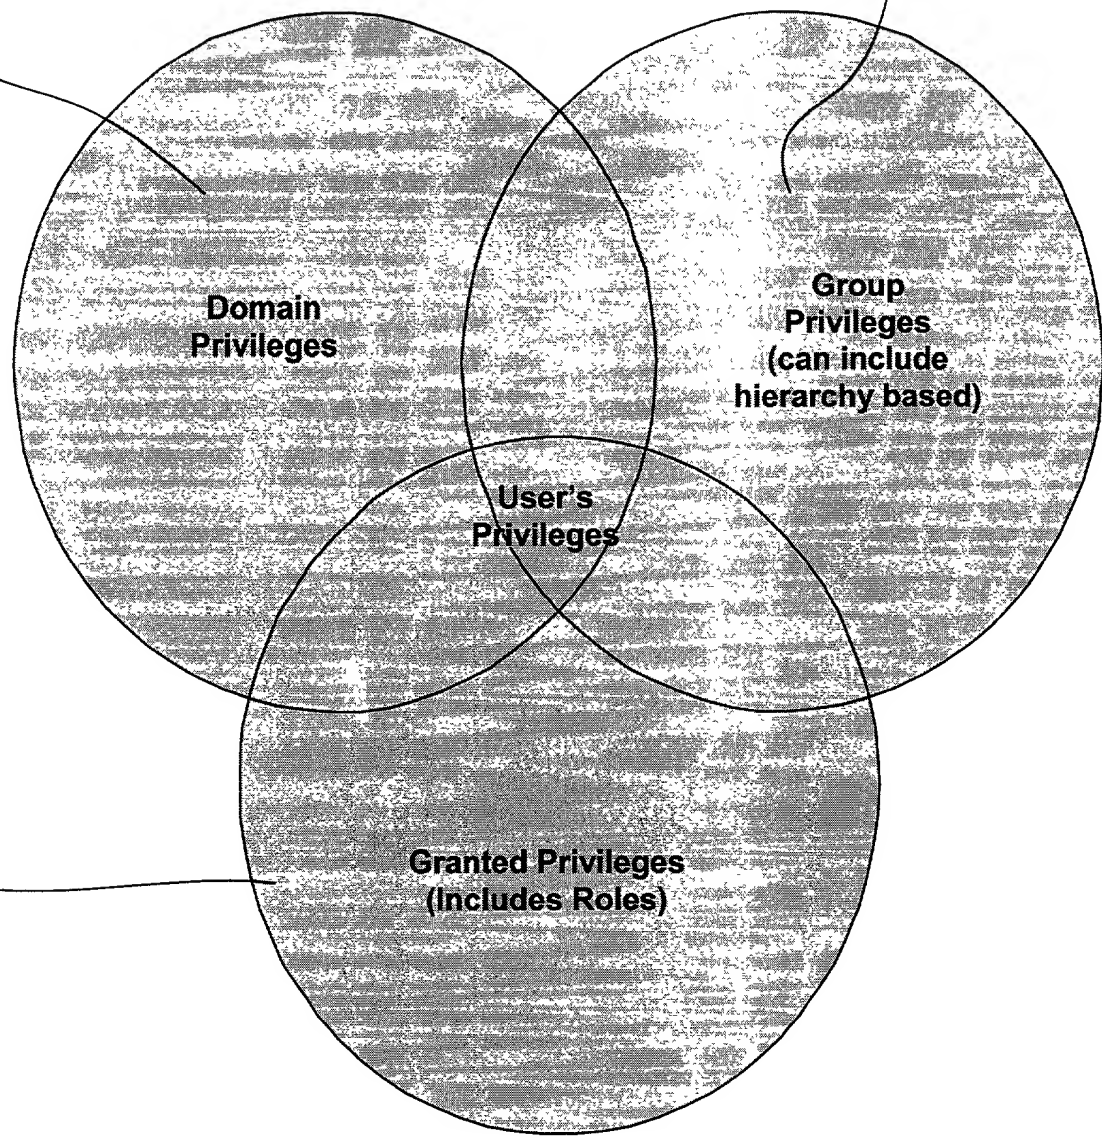 Domain
Privileges
Group
Privileges
(can include
hierarchy based)
User's
Privileges
Granted Privileges
(Includes Roles)